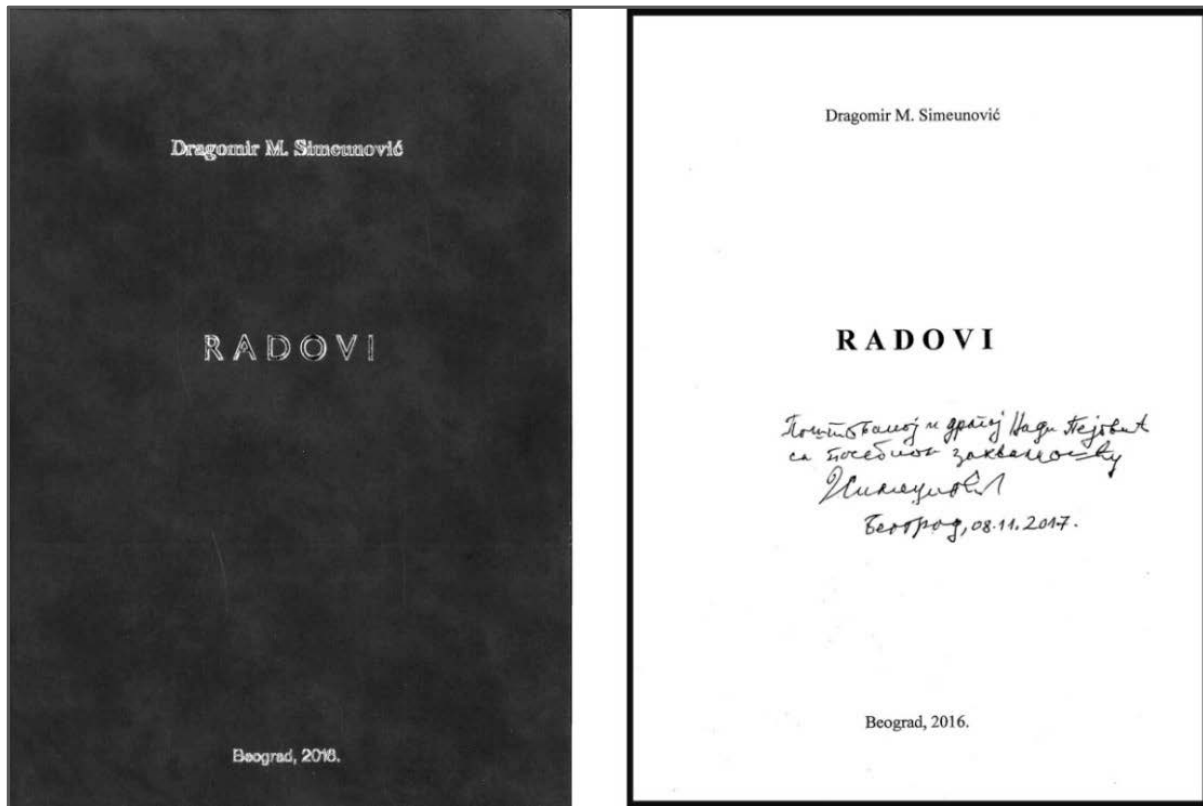 Dragomir M. Simeunović
RADOVI
Beograd, 2016.
Dragomir M. Simeunović
RADOVI
Поштованој и драгој Нади Пејовић
са посебном захвалношћу
Београд, 08.11.2017.
Beograd, 2016.